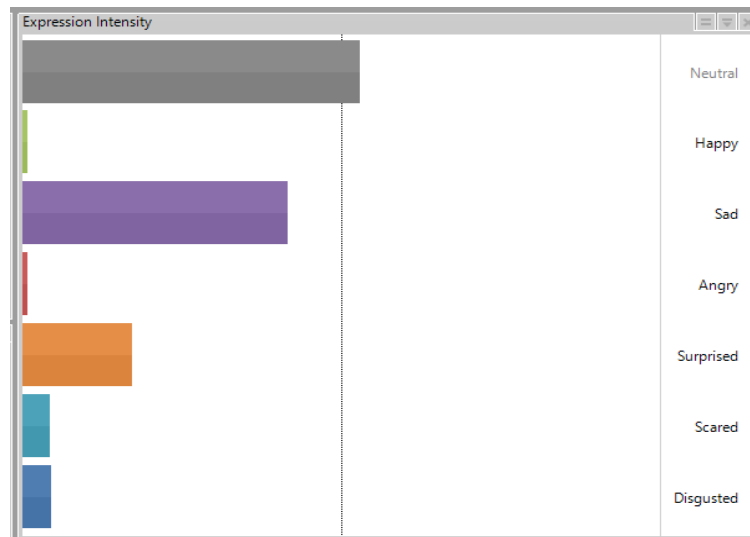 Expression Intensity
Neutral
Happy
Sad
Angry
Surprised
Scared
Disgusted